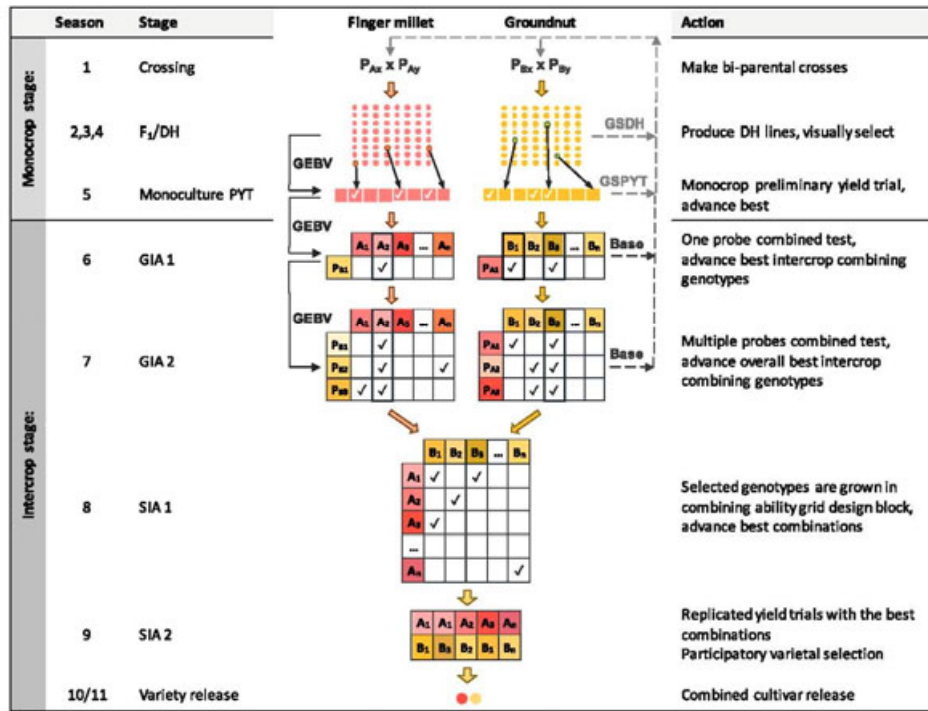 Season Stage Finger millet Groundnut Action
Monocrop stage:
1 Crossing PAx x PAy PBx x PBy Make bi-parental crosses
2,3,4 F1/DH GSDH Produce DH lines, visually select
GEBV
5 Monoculture PYT GSPYT Monocrop preliminary yield trial,
advance best
Intercrop stage:
GEBV
A1 A2 A3 ... An B1 B2 B3 ... Bn Base One probe combined test,
6 GIA 1 advance best intercrop combining
PB1 ✓ PA1 ✓ ✓ genotypes
GEBV
A1 A2 A3 ... An B1 B2 B3 ... Bn
PB1 ✓ PA1 ✓ ✓ Base Multiple probes combined test,
7 GIA 2 PB2 ✓ ✓ PA2 ✓ ✓ advance overall best intercrop
PB3 ✓ ✓ PA3 ✓ ✓ combining genotypes
B1 B2 B3 ... Bn
A1 ✓ ✓ Selected genotypes are grown in
8 SIA 1 A2 ✓ combining ability grid design block,
A3 ✓ advance best combinations
...
An ✓
A1 A1 A2 A3 An Replicated yield trials with the best
9 SIA 2 combinations
B1 B3 B2 B1 Bn Participatory varietal selection
10/11 Variety release Combined cultivar release